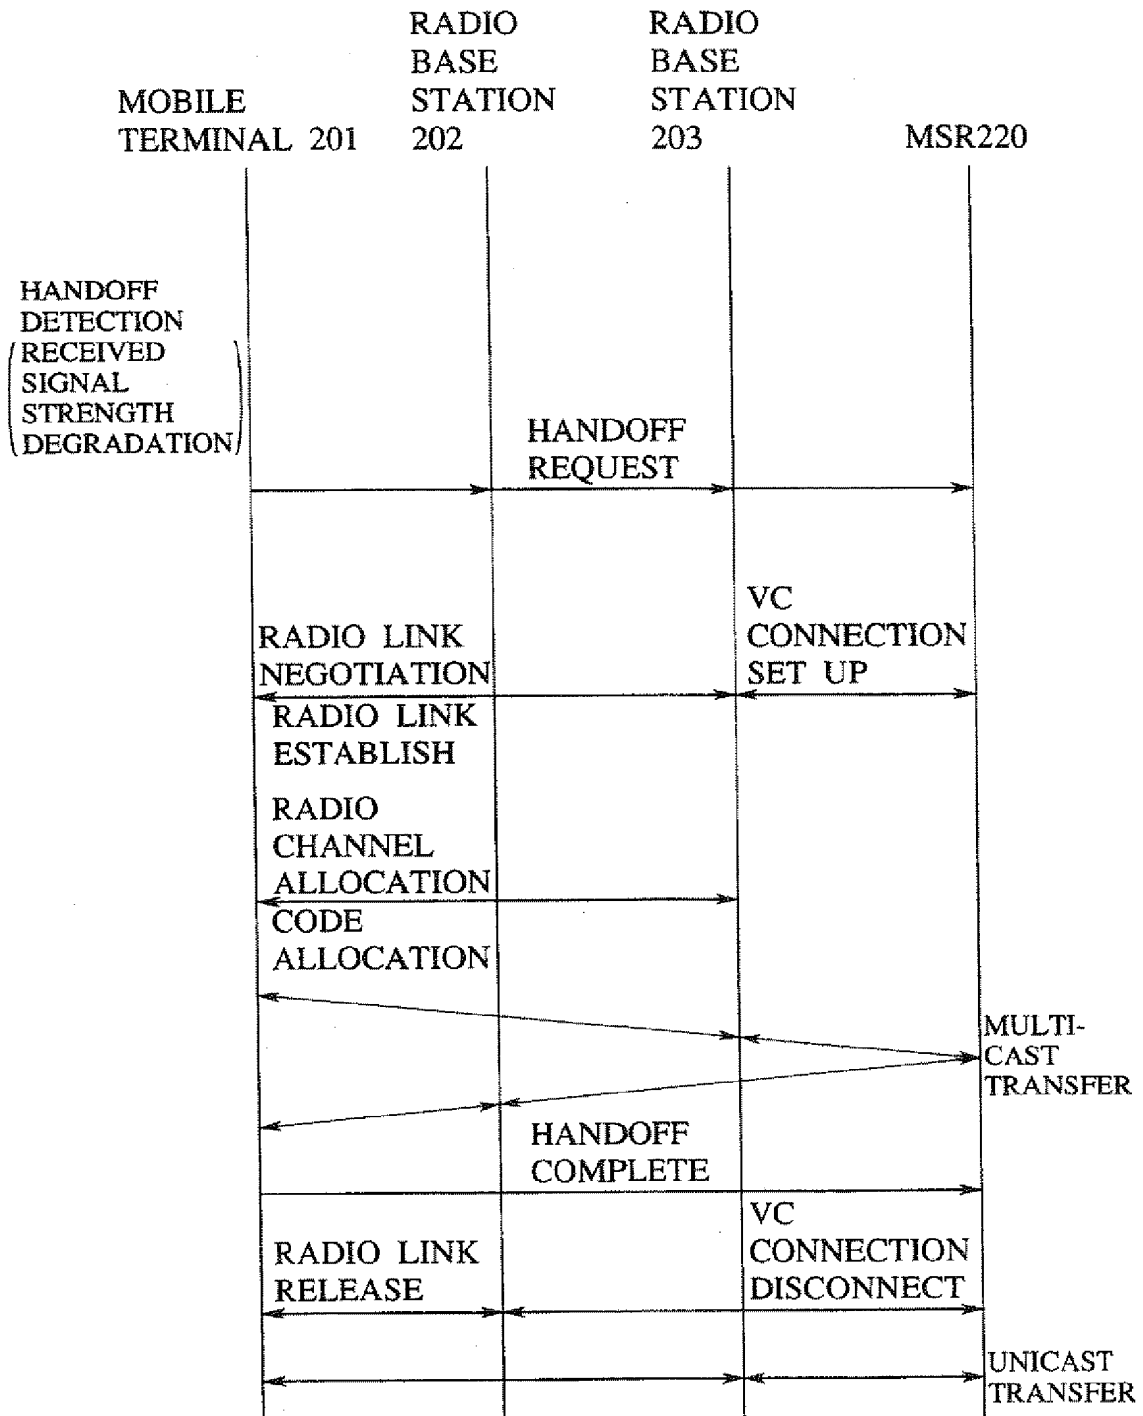 MOBILE
TERMINAL 201
RADIO
BASE
STATION
202
RADIO
BASE
STATION
203
MSR220
HANDOFF
DETECTION
(RECEIVED
SIGNAL
STRENGTH
DEGRADATION)
HANDOFF
REQUEST
RADIO LINK
NEGOTIATION
VC
CONNECTION
SET UP
RADIO LINK
ESTABLISH
RADIO
CHANNEL
ALLOCATION
CODE
ALLOCATION
MULTI-
CAST
TRANSFER
HANDOFF
COMPLETE
RADIO LINK
RELEASE
VC
CONNECTION
DISCONNECT
UNICAST
TRANSFER